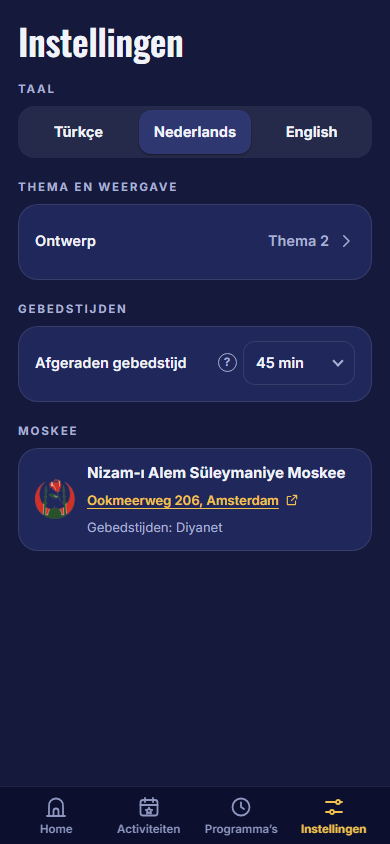 Instellingen
TAAL
Türkçe Nederlands English
THEMA EN WEERGAVE
Ontwerp Thema 2
GEBEDSTIJDEN
Afgeraden gebedstijd ? 45 min
MOSKEE
Nizam-ı Alem Süleymaniye Moskee
Ookmeerweg 206, Amsterdam
Gebedstijden: Diyanet
Home Activiteiten Programma's Instellingen